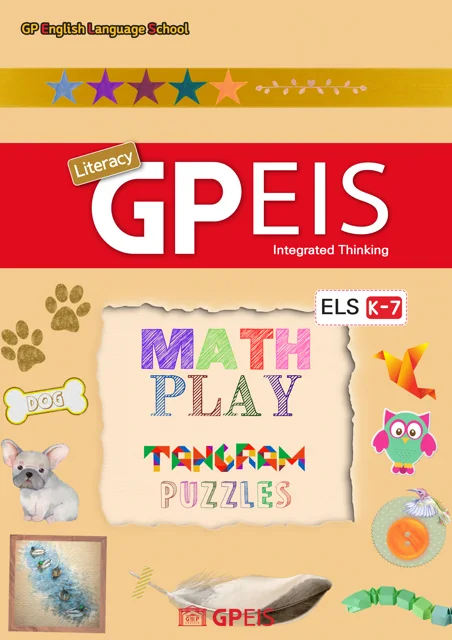 GP English Language School
Literacy
GPEIS
Integrated Thinking
ELS K-7
MATH
PLAY
TANGRAM
PUZZLES
DOG
GPEIS